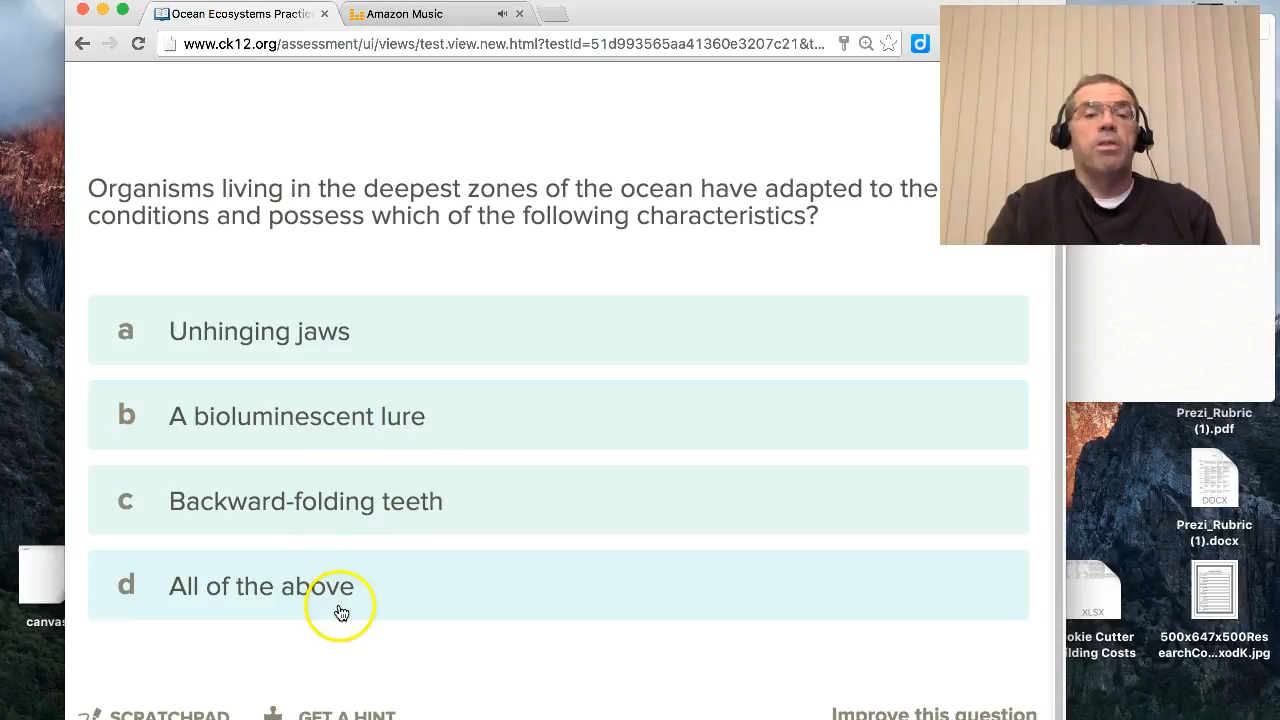 Ocean Ecosystems Practic
Amazon Music
www.ck12.org/assessment/ui/views/test.view.new.html?testId=51d993565aa41360e3207c21&t...
d
Organisms living in the deepest zones of the ocean have adapted to the
conditions and possess which of the following characteristics?
a Unhinging jaws
b A bioluminescent lure
c Backward-folding teeth
d All of the above
SCRATCHPAD
GET A HINT
Improve this question
canvas
Prezi_Rubric
(1).pdf
DOCX
Prezi_Rubric
(1).docx
XLSX
okie Cutter
ilding Costs
500x647x500Res
earchCo...xodK.jpg